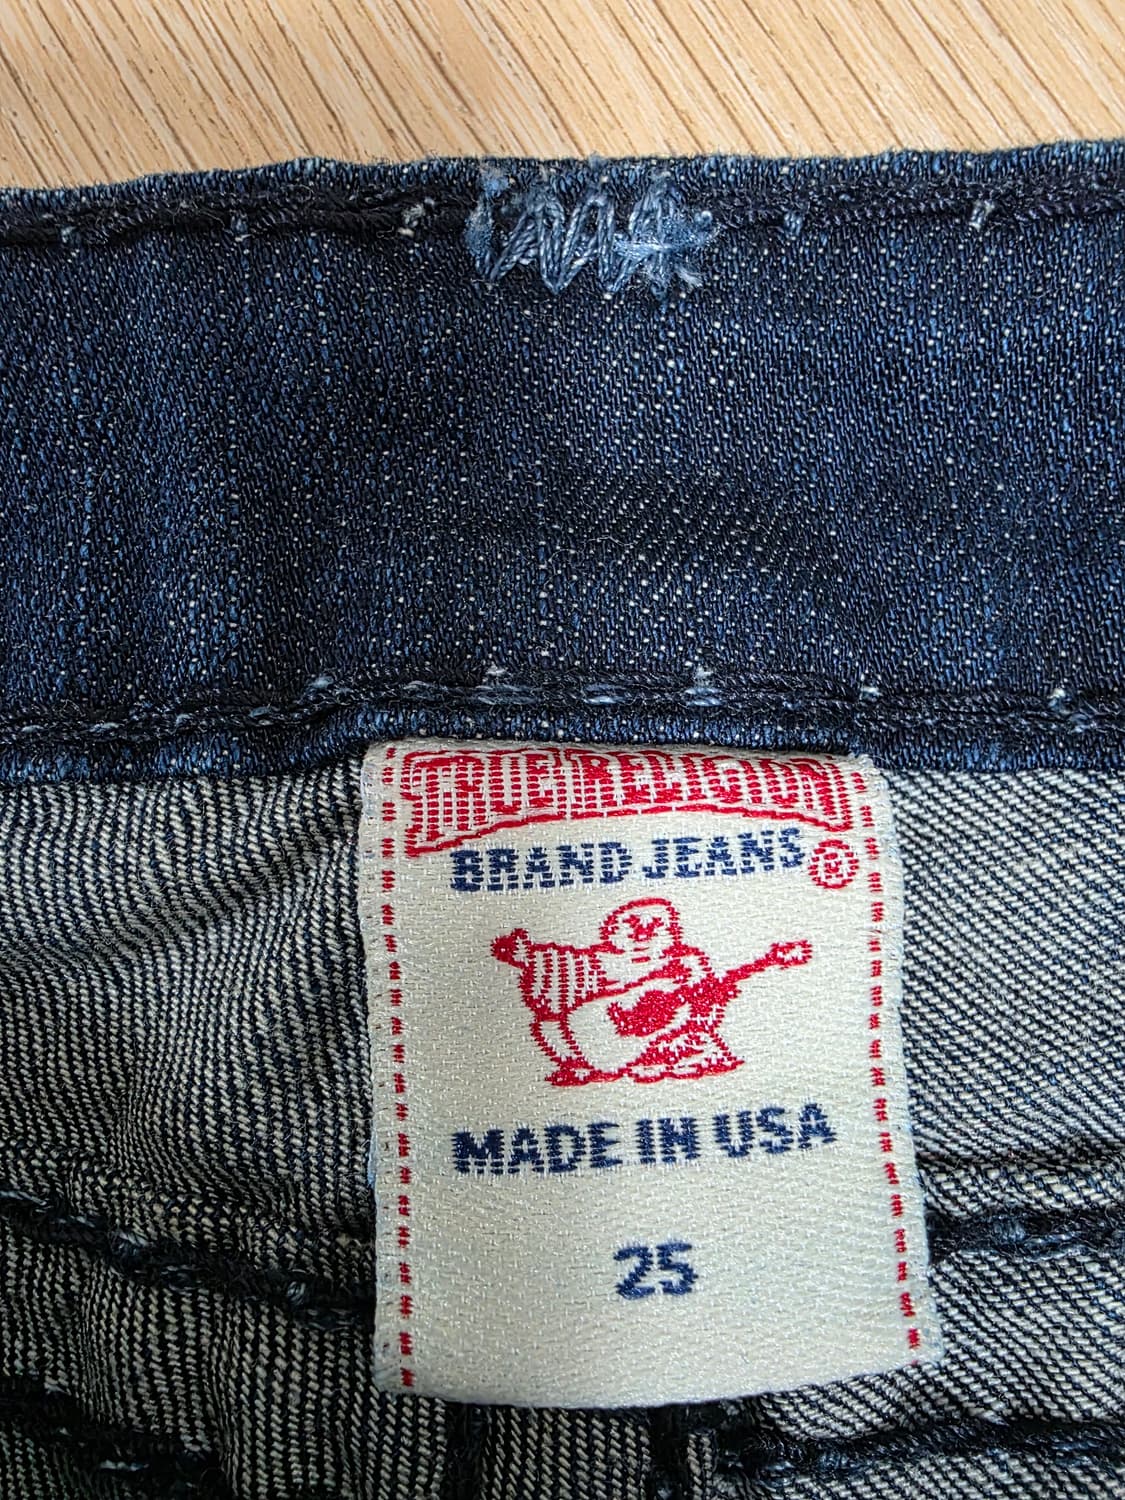 TRUE RELIGION
BRAND JEANS®
MADE IN USA
25